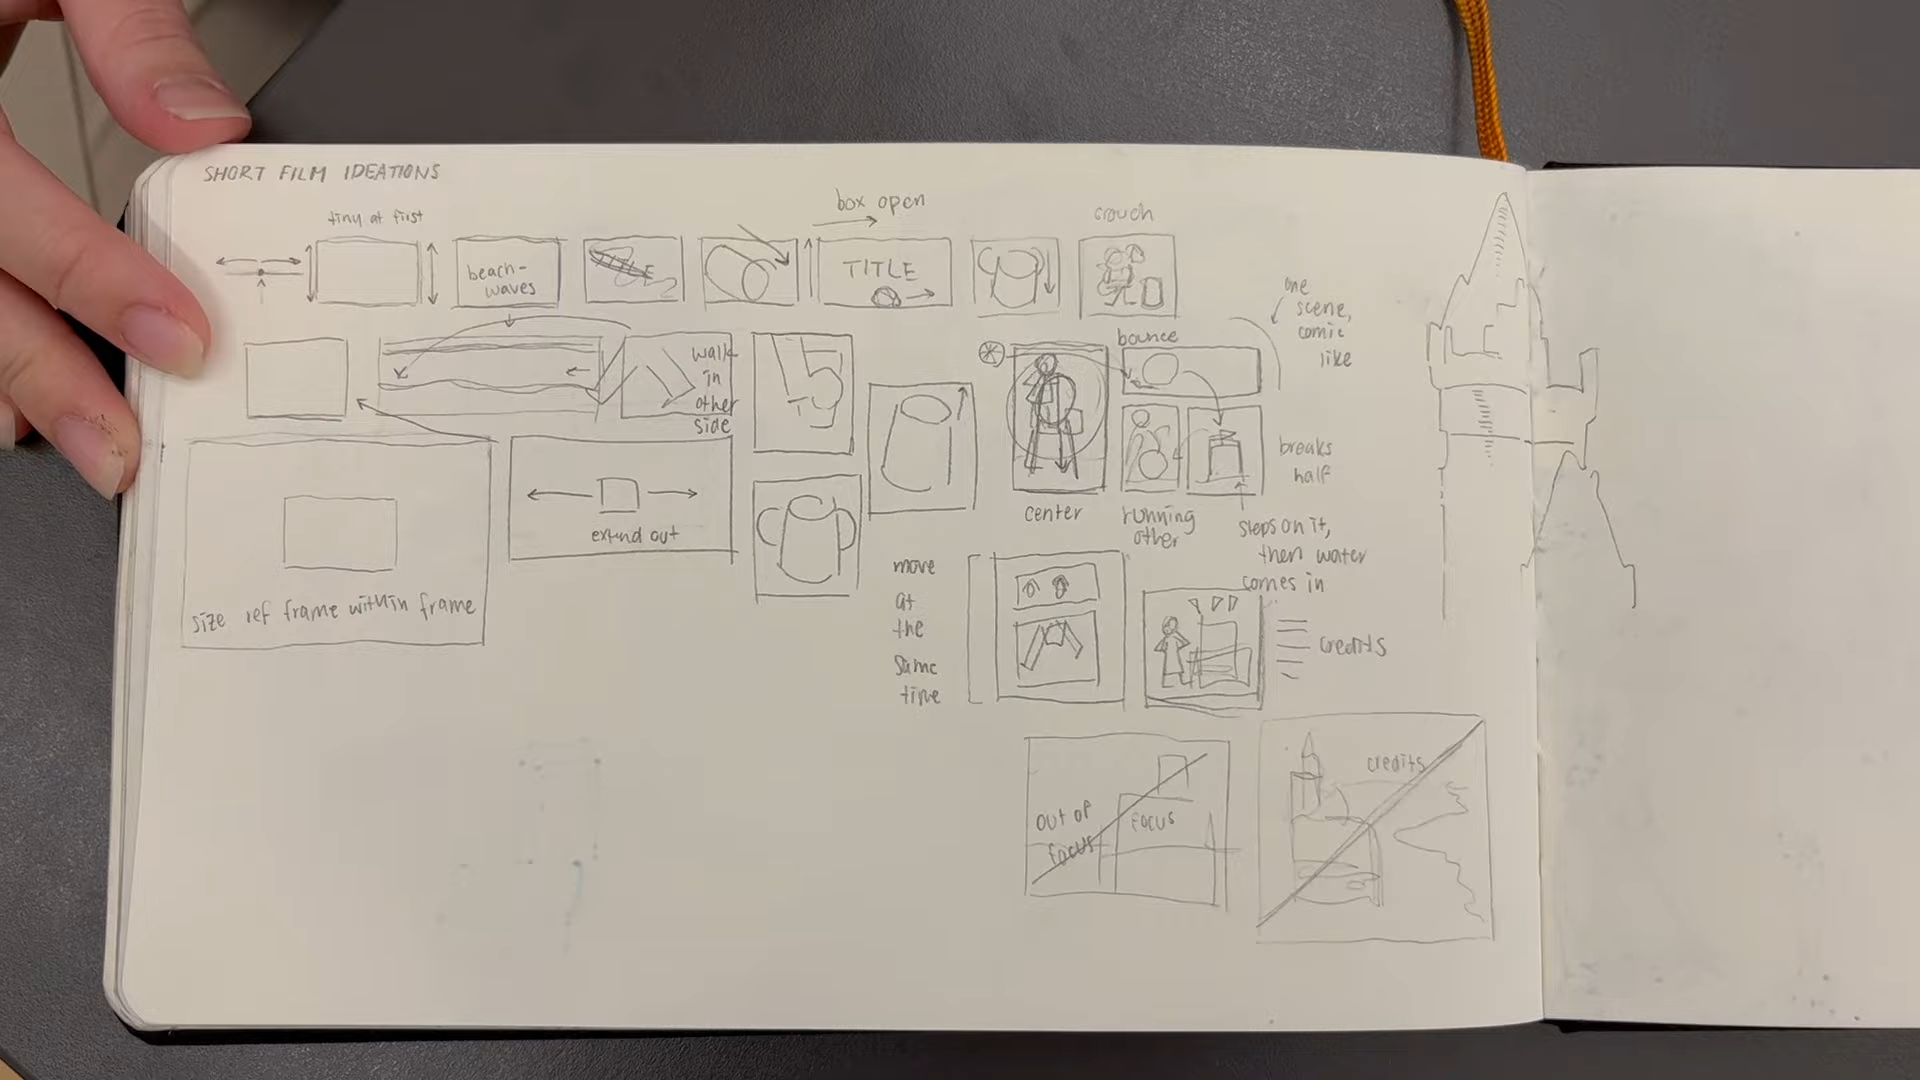 SHORT FILM IDEATIONS
tiny at first
box open
crouch
beach-
waves
TITLE
one
scene,
comic
like
walk
in
other
side
bounce
breaks
half
center
running
other
steps on it,
then water
comes in
extend out
size ref frame within frame
move
at
the
same
time
credits
out of
focus
focus
credits